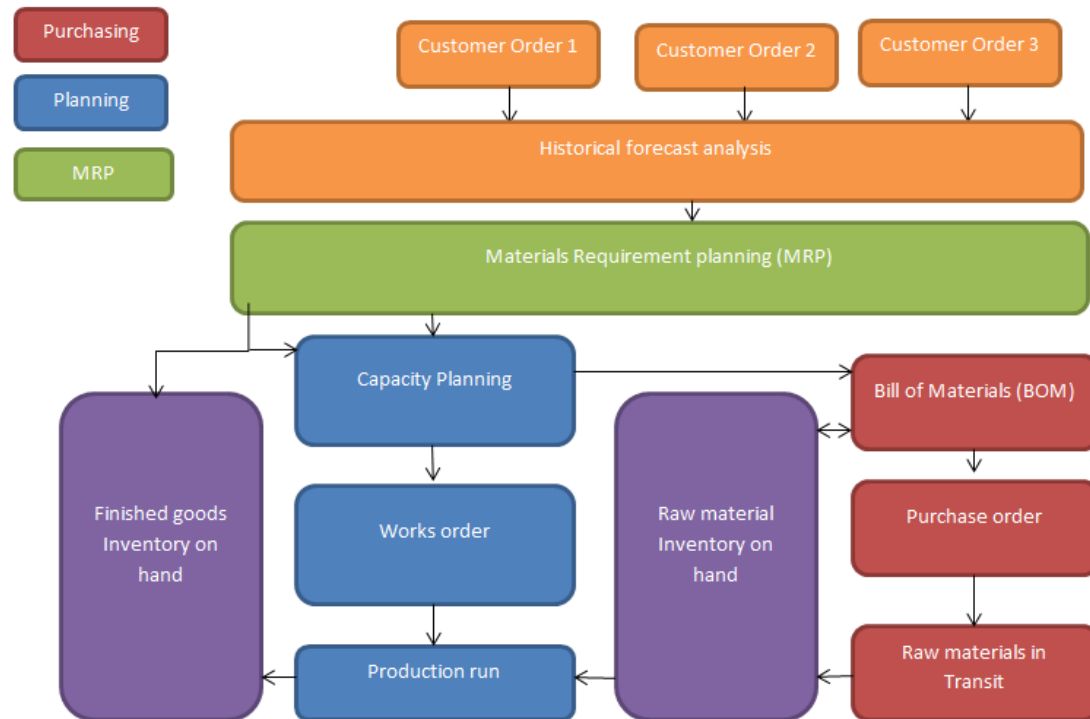 Purchasing
Planning
MRP
Customer Order 1
Customer Order 2
Customer Order 3
Historical forecast analysis
Materials Requirement planning (MRP)
Capacity Planning
Bill of Materials (BOM)
Finished goods
Inventory on
hand
Works order
Raw material
Inventory on
hand
Purchase order
Production run
Raw materials in
Transit